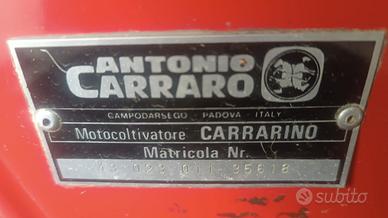 ANTONIO
CARRARO
CAMPODARSEGO - PADOVA - ITALY
Motocoltivatore CARRARINO
Matricola Nr.
subito